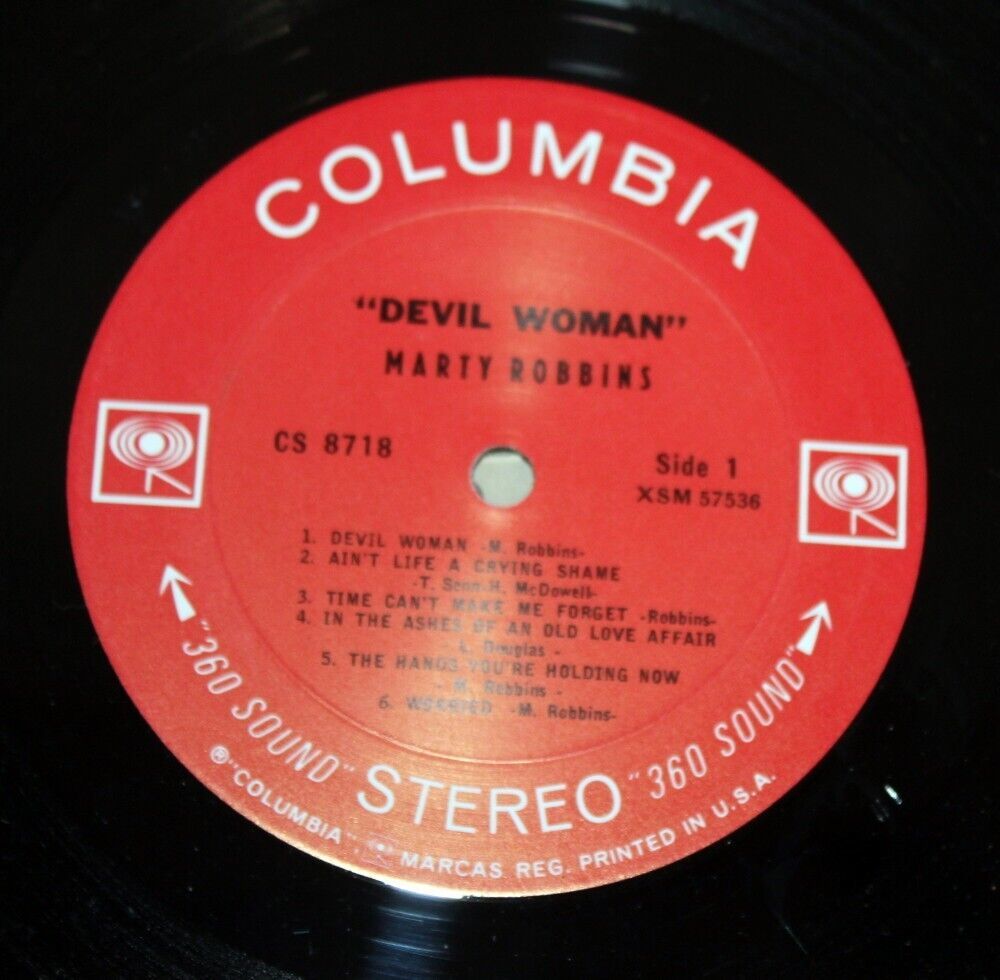 COLUMBIA
"DEVIL WOMAN"
MARTY ROBBINS
CS 8718
Side 1
XSM 57536
1. DEVIL WOMAN -M. Robbins-
2. AIN'T LIFE A CRYING SHAME
-T. Senn-H. McDowell-
3. TIME CAN'T MAKE ME FORGET -Robbins-
4. IN THE ASHES OF AN OLD LOVE AFFAIR
Douglas -
5. THE HANDS YOU'RE HOLDING NOW
- M. Robbins -
6. WORRIED -M. Robbins-
"360 SOUND" STEREO "360 SOUND"
® "COLUMBIA", MARCAS REG. PRINTED IN U.S.A.